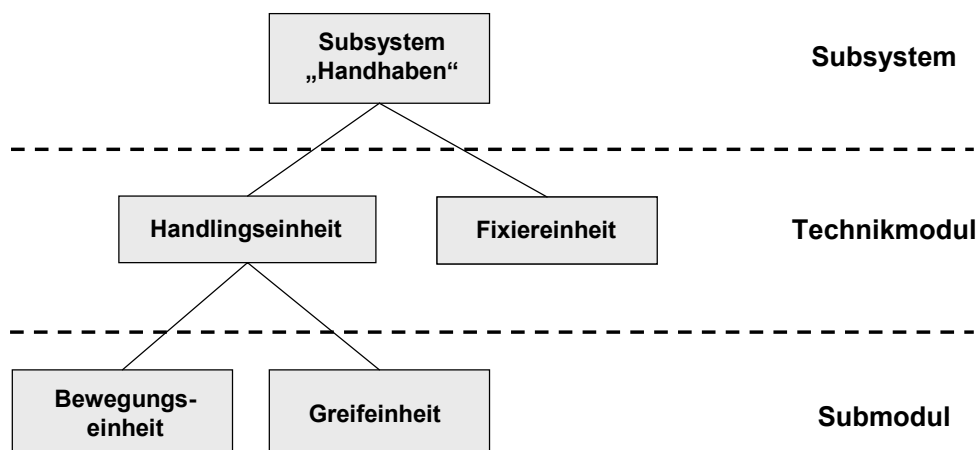 Subsystem
„Handhaben“
Subsystem
Handlingseinheit
Fixiereinheit
Technikmodul
Bewegungs-
einheit
Greifeinheit
Submodul